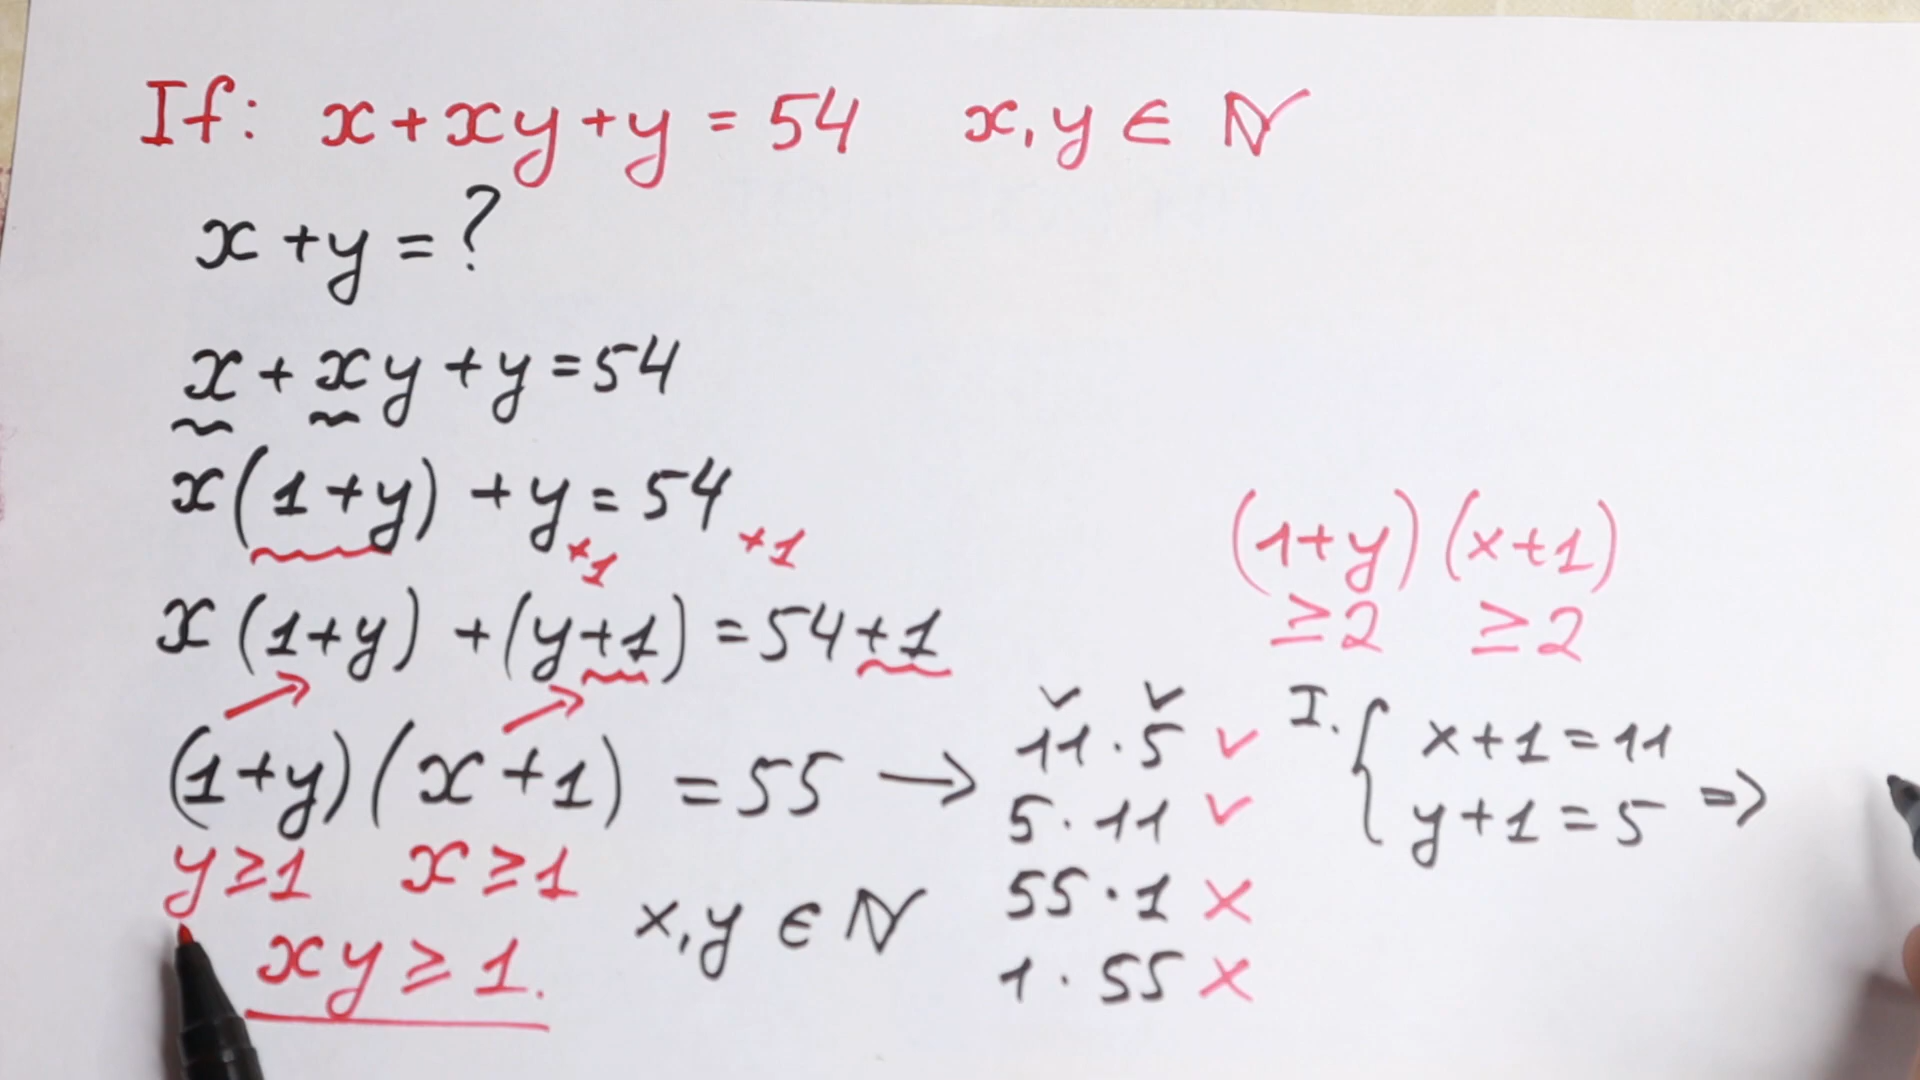 If: x+xy+y=54 x,y∈ℕ
x+y=?
x+xy+y=54
x(1+y)+y=54
+1 +1
x(1+y)+(y+1)=54+1
(1+y)(x+1)=55 →
y≥1 x≥1
xy≥1.
x,y∈ℕ
11·5 ✓
5·11 ✓
55·1 ×
1·55 ×
(1+y)(x+1)
≥2 ≥2
I. { x+1=11
y+1=5 ⇒